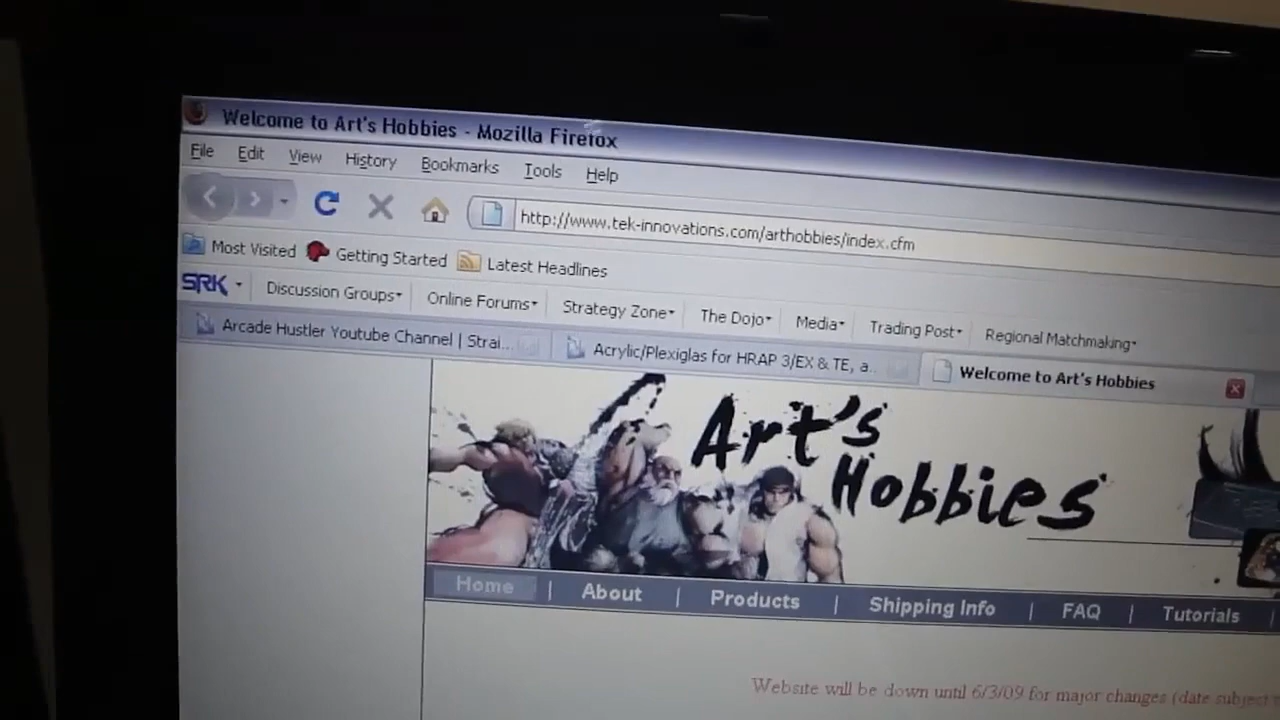 Welcome to Art's Hobbies - Mozilla Firefox
File Edit View History Bookmarks Tools Help
http://www.tek-innovations.com/arthobbies/index.cfm
Most Visited Getting Started Latest Headlines
SRK Discussion Groups Online Forums Strategy Zone The Dojo Media Trading Post Regional Matchmaking
Arcade Hustler Youtube Channel | Strai... Acrylic/Plexiglas for HRAP 3/EX & TE, a... Welcome to Art's Hobbies
Art's
Hobbies
Home | About | Products | Shipping Info | FAQ | Tutorials |
Website will be down until 6/3/09 for major changes (date subject